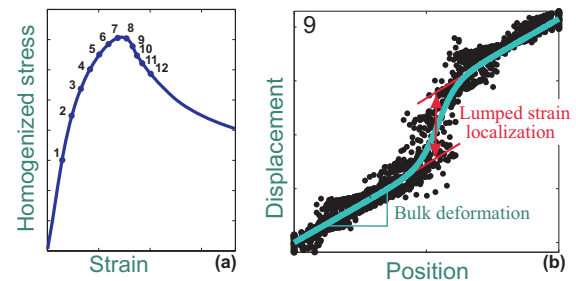 Homogenized stress
1
2
3
4
5
6
7
8
9
10
11
12
Strain
(a)
9
Displacement
Lumped strain
localization
Bulk deformation
Position
(b)